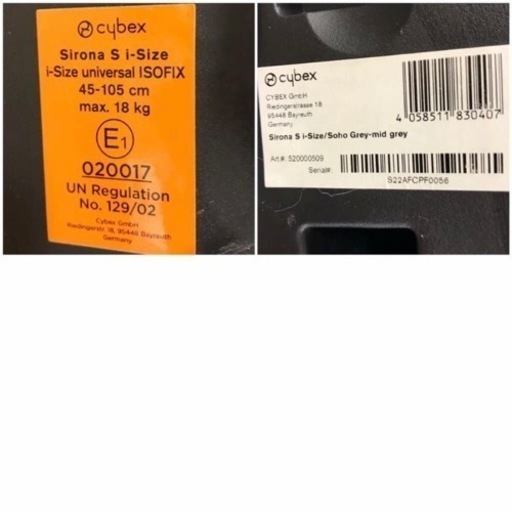 cybex
Sirona S i-Size
i-Size universal ISOFIX
45-105 cm
max. 18 kg
E1
020017
UN Regulation
No. 129/02
Cybex GmbH
Riedingerstr. 18, 95448 Bayreuth
Germany
cybex
CYBEX GmbH
Riedingerstrasse 18
95448 Bayreuth
Germany
4 058511 830407
Sirona S i-Size/Soho Grey-mid grey
Art.#: 520000509
Serial#:
S22AFCPF0056